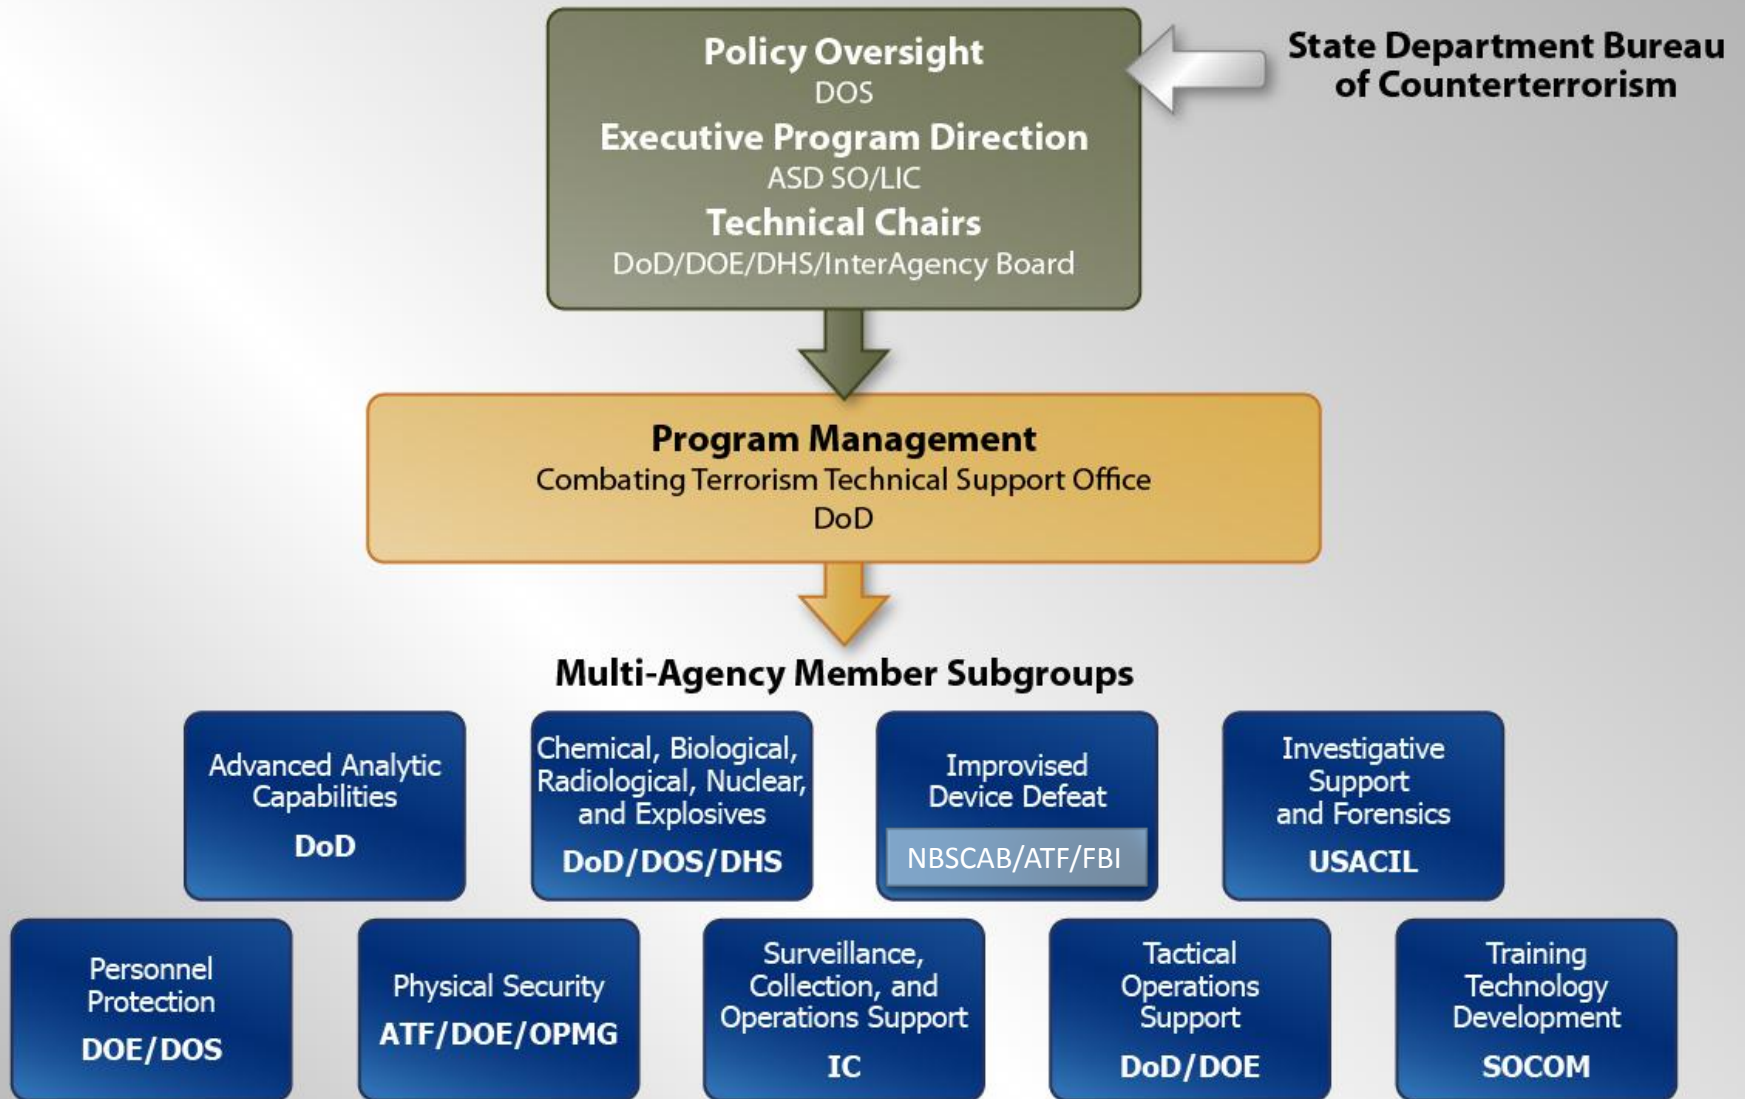 Policy Oversight
DOS
Executive Program Direction
ASD SO/LIC
Technical Chairs
DoD/DOE/DHS/InterAgency Board
State Department Bureau
of Counterterrorism
Program Management
Combating Terrorism Technical Support Office
DoD
Multi-Agency Member Subgroups
Advanced Analytic
Capabilities
DoD
Chemical, Biological,
Radiological, Nuclear,
and Explosives
DoD/DOS/DHS
Improvised
Device Defeat
NBSCAB/ATF/FBI
Investigative
Support
and Forensics
USACIL
Personnel
Protection
DOE/DOS
Physical Security
ATF/DOE/OPMG
Surveillance,
Collection, and
Operations Support
IC
Tactical
Operations
Support
DoD/DOE
Training
Technology
Development
SOCOM